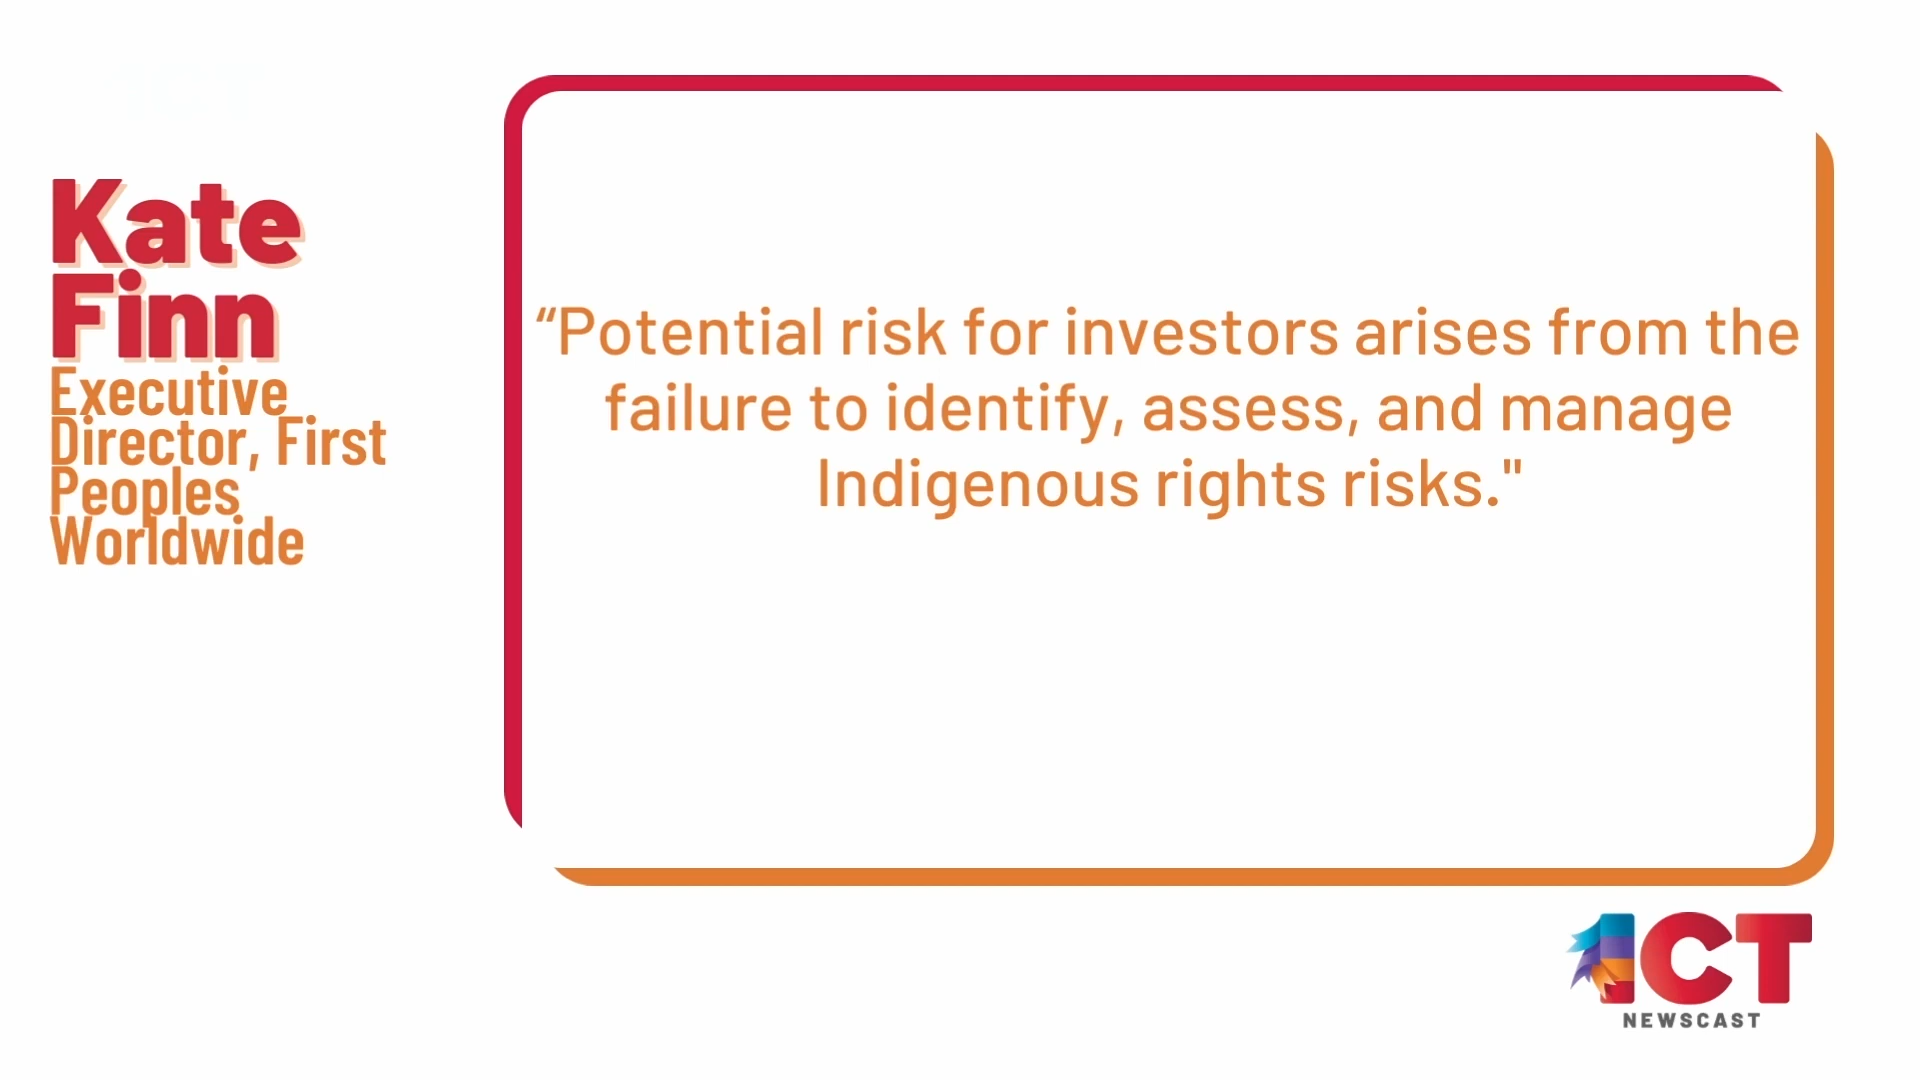 Kate
Finn
Executive
Director, First
Peoples
Worldwide
“Potential risk for investors arises from the
failure to identify, assess, and manage
Indigenous rights risks."
ICT
NEWSCAST